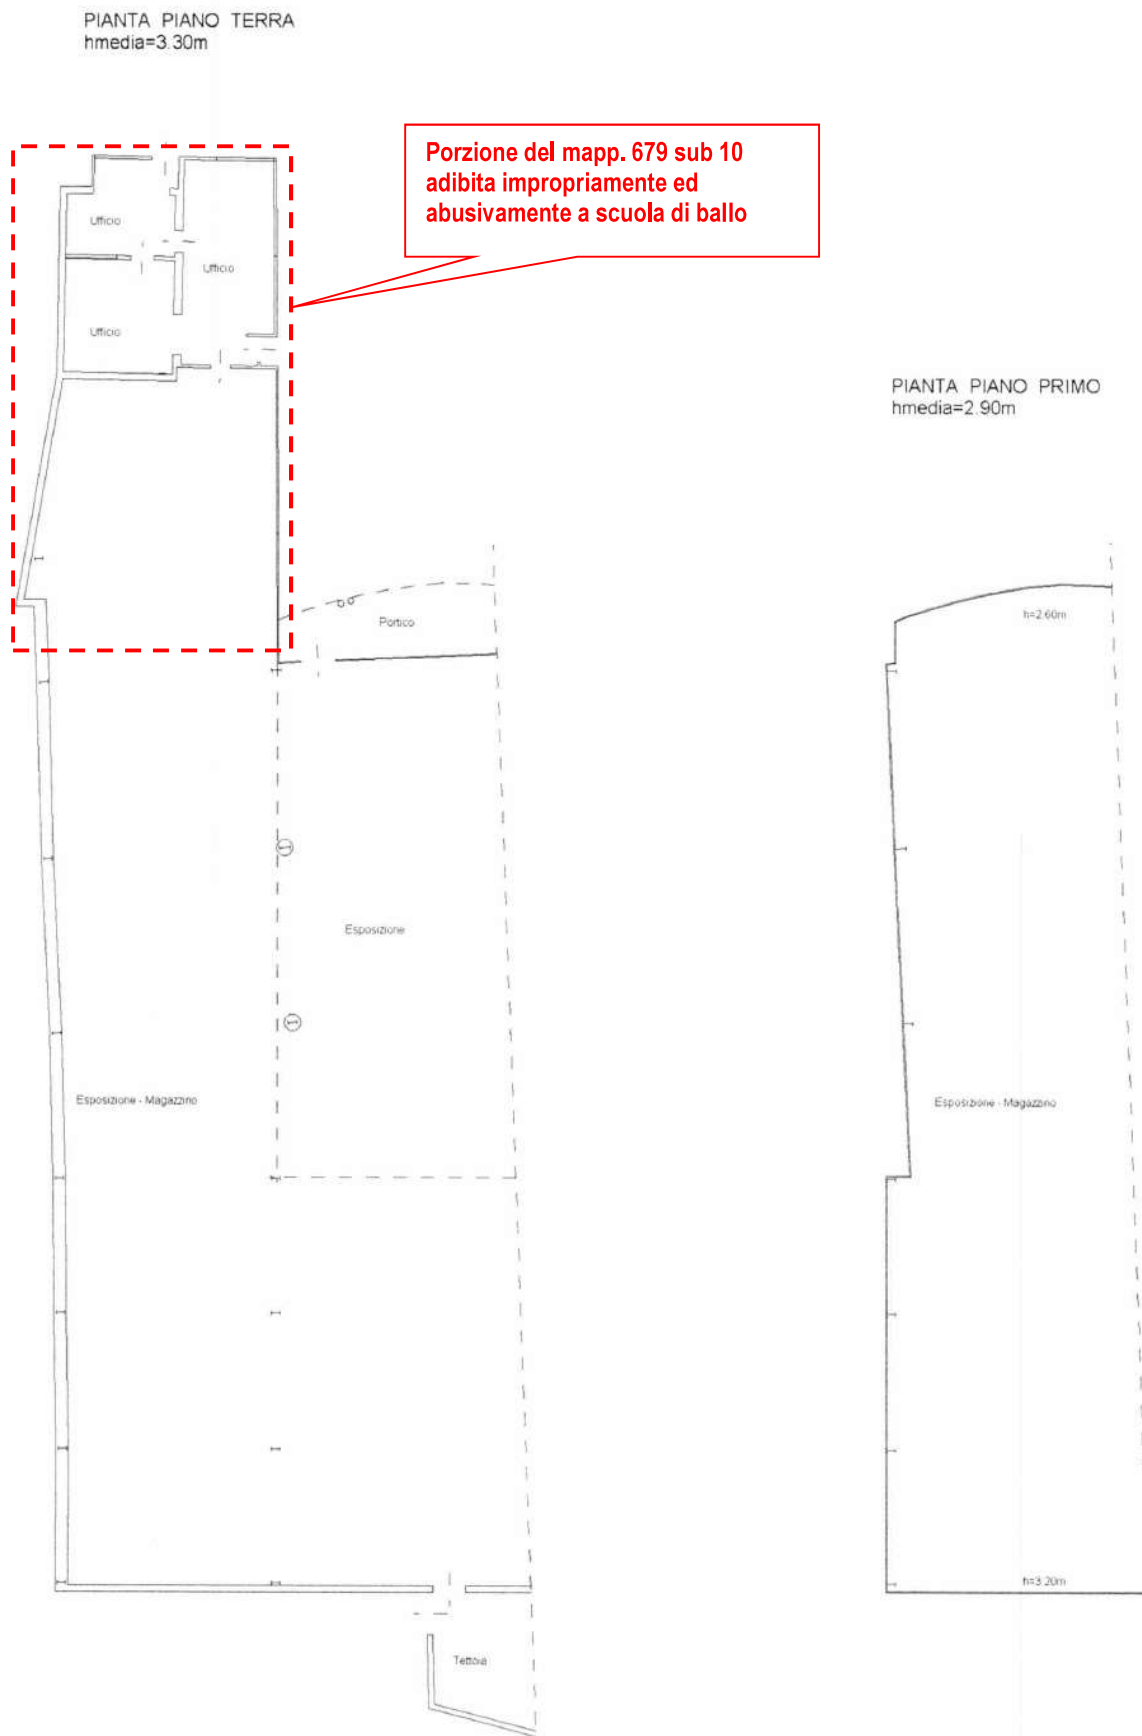 PIANTA PIANO TERRA
hmedia=3.30m
Porzione del mapp. 679 sub 10
adibita impropriamente ed
abusivamente a scuola di ballo
Ufficio
Ufficio
Ufficio
PIANTA PIANO PRIMO
hmedia=2.90m
Portico
h=2.60m
Esposizione
Esposizione - Magazzino
Esposizione - Magazzino
h=3.20m
Tettoia